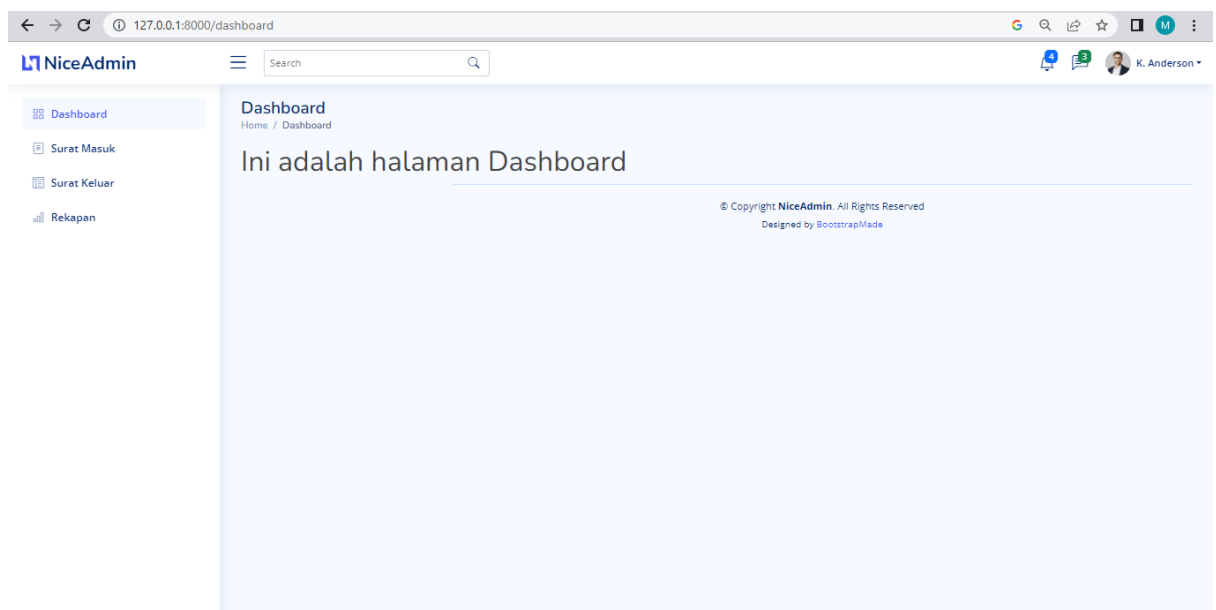 127.0.0.1:8000/dashboard
G
M
NiceAdmin
Search
4
3
K. Anderson
Dashboard
Surat Masuk
Surat Keluar
Rekapan
Dashboard
Home / Dashboard
Ini adalah halaman Dashboard
© Copyright NiceAdmin. All Rights Reserved
Designed by BootstrapMade